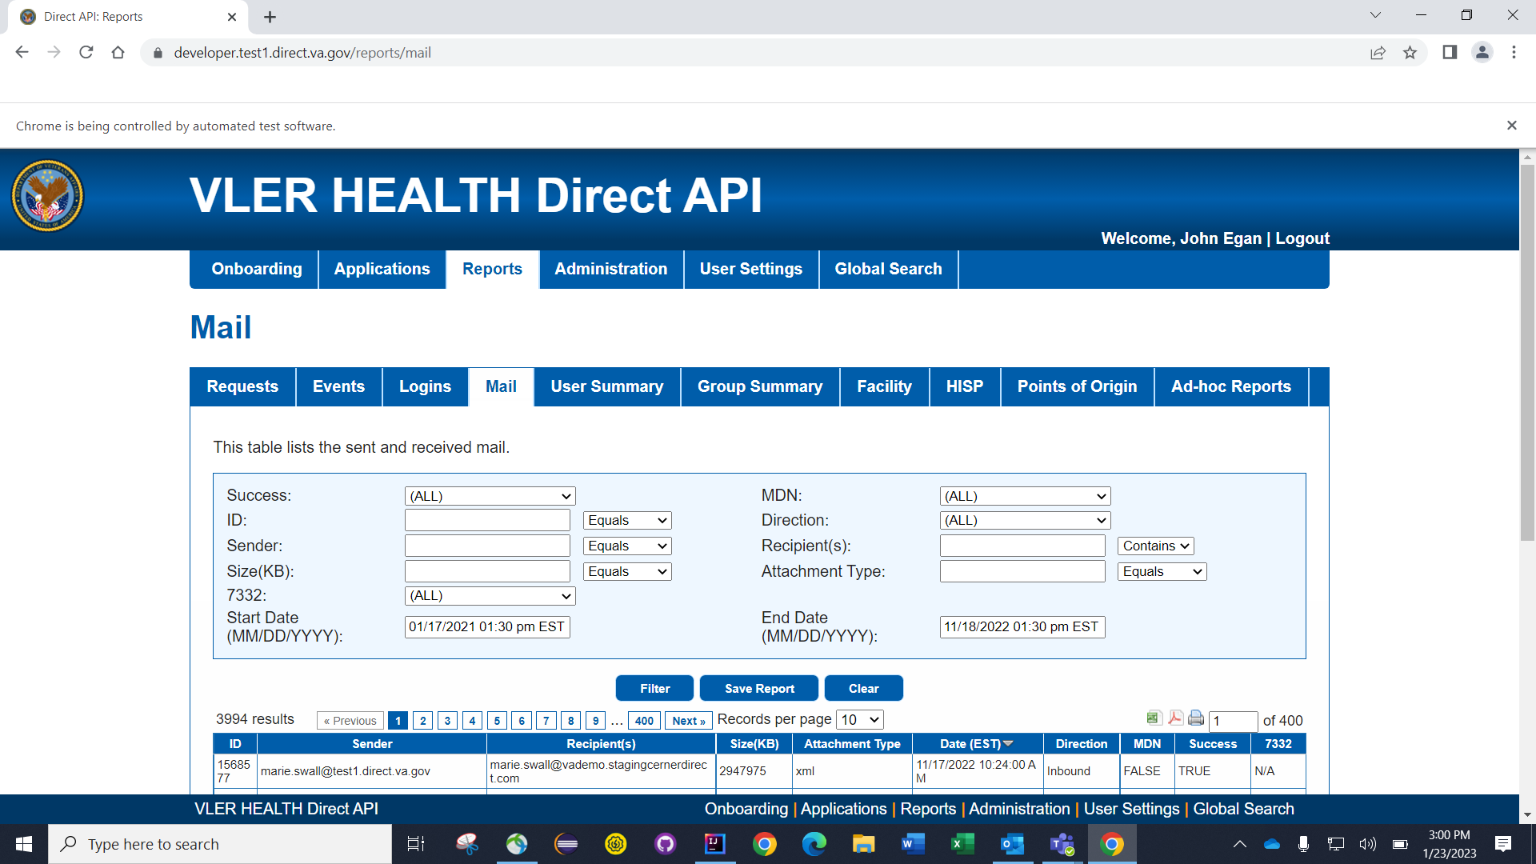 Direct API: Reports
developer.test1.direct.va.gov/reports/mail
Chrome is being controlled by automated test software.
VLER HEALTH Direct API
Welcome, John Egan | Logout
Onboarding Applications Reports Administration User Settings Global Search
Mail
Requests Events Logins Mail User Summary Group Summary Facility HISP Points of Origin Ad-hoc Reports
This table lists the sent and received mail.
Success: (ALL) MDN: (ALL)
ID: Equals Direction: (ALL)
Sender: Equals Recipient(s): Contains
Size(KB): Equals Attachment Type: Equals
7332: (ALL)
Start Date
(MM/DD/YYYY): 01/17/2021 01:30 pm EST
End Date
(MM/DD/YYYY): 11/18/2022 01:30 pm EST
Filter Save Report Clear
3994 results « Previous 1 2 3 4 5 6 7 8 9 ... 400 Next » Records per page 10 1 of 400
ID Sender Recipient(s) Size(KB) Attachment Type Date (EST) Direction MDN Success 7332
15685
77
marie.swall@test1.direct.va.gov
marie.swall@vademo.stagingcernerdirec
t.com
2947975
xml
11/17/2022 10:24:00 A
M
Inbound
FALSE
TRUE
N/A
VLER HEALTH Direct API Onboarding | Applications | Reports | Administration | User Settings | Global Search
Type here to search
3:00 PM
1/23/2023